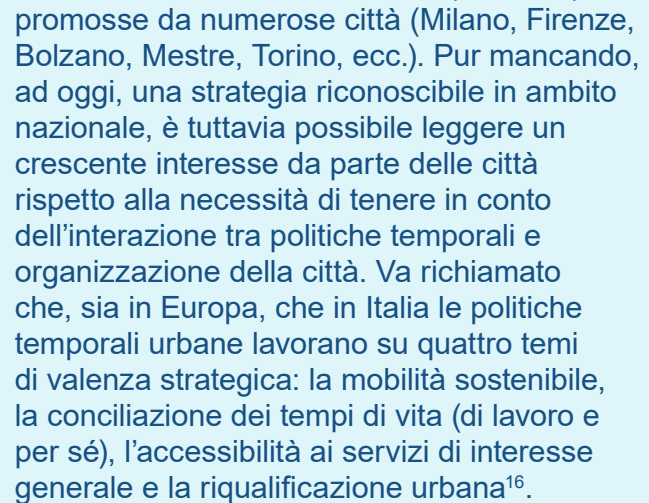 promosse da numerose città (Milano, Firenze,
Bolzano, Mestre, Torino, ecc.). Pur mancando,
ad oggi, una strategia riconoscibile in ambito
nazionale, è tuttavia possibile leggere un
crescente interesse da parte delle città
rispetto alla necessità di tenere in conto
dell’interazione tra politiche temporali e
organizzazione della città. Va richiamato
che, sia in Europa, che in Italia le politiche
temporali urbane lavorano su quattro temi
di valenza strategica: la mobilità sostenibile,
la conciliazione dei tempi di vita (di lavoro e
per sé), l’accessibilità ai servizi di interesse
generale e la riqualificazione urbana¹⁶.